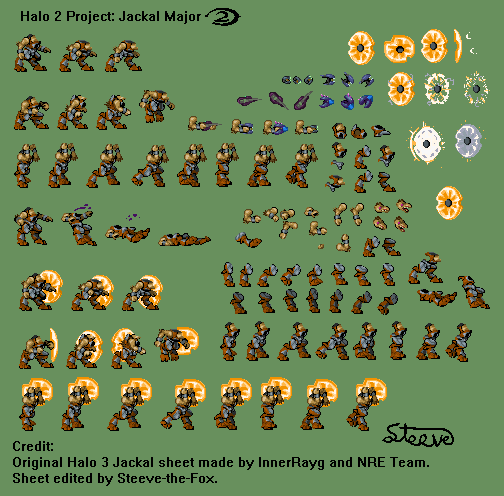 Halo 2 Project: Jackal Major
Steeve
Credit:
Original Halo 3 Jackal sheet made by InnerRayg and NRE Team.
Sheet edited by Steeve-the-Fox.